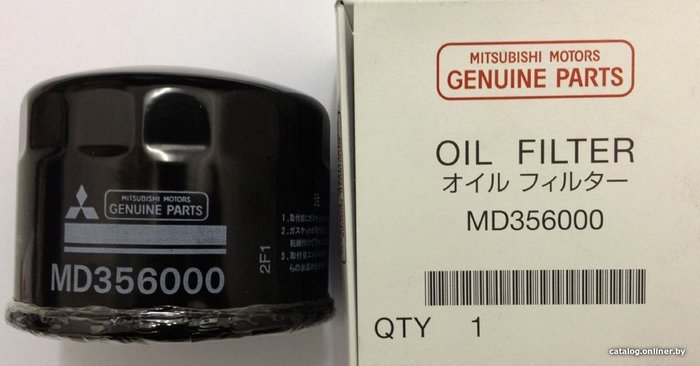 MITSUBISHI MOTORS
GENUINE PARTS
MD356000
2F1
MITSUBISHI MOTORS
GENUINE PARTS
OIL FILTER
オイル フィルター
MD356000
QTY 1
catalog.onliner.by